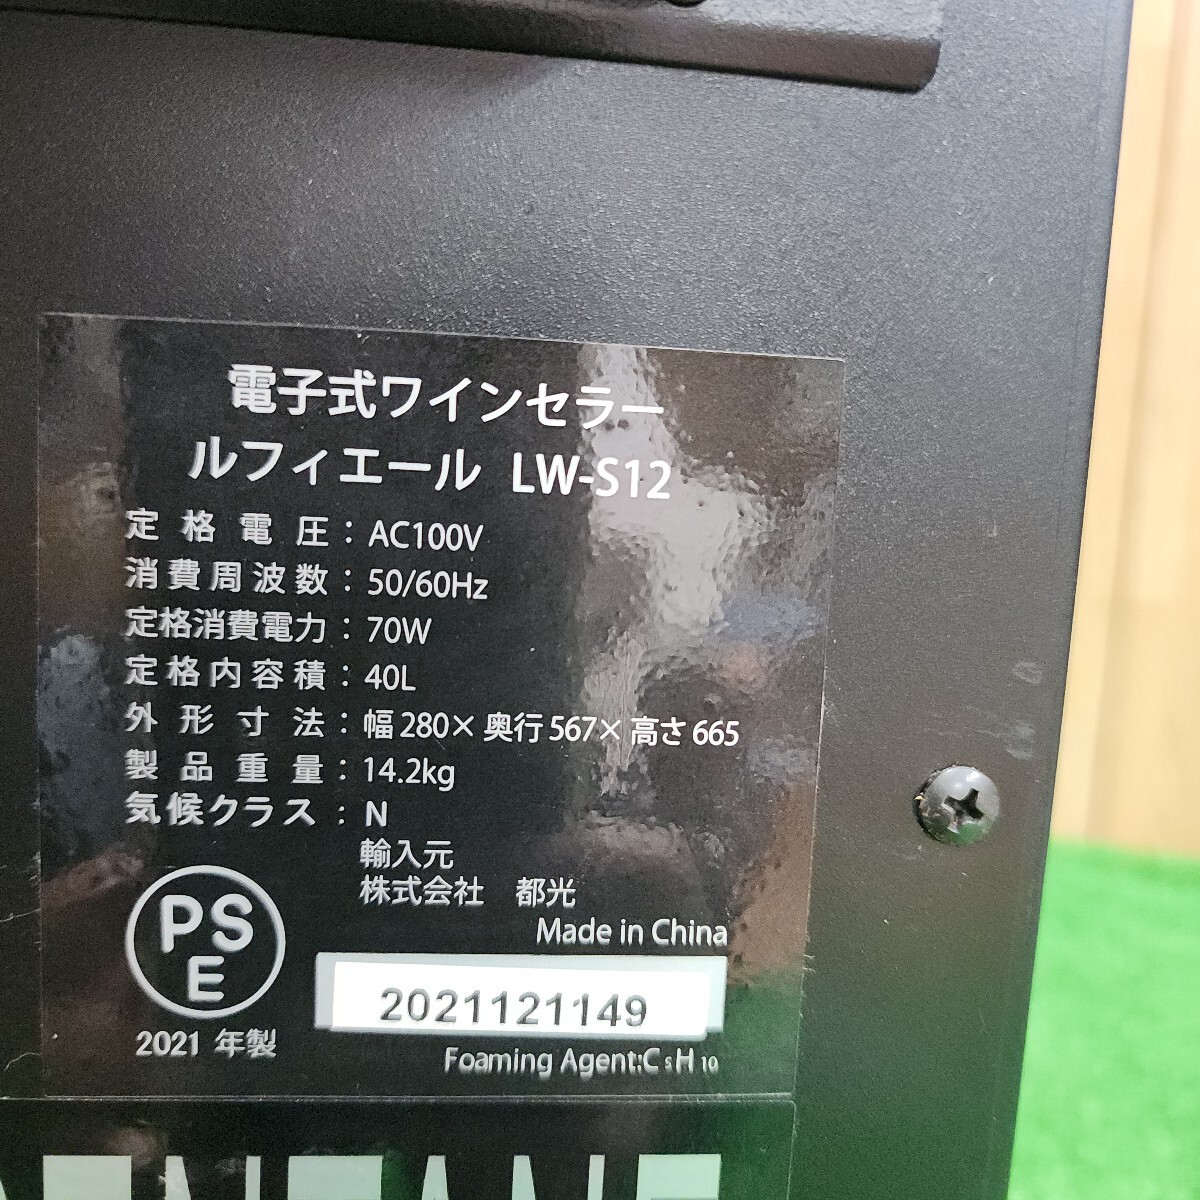 電子式ワインセラー
ルフィエール LW-S12
定格電圧：AC100V
消費周波数：50/60Hz
定格消費電力：70W
定格内容積：40L
外形寸法：幅280×奥行567×高さ665
製品重量：14.2kg
気候クラス：N
輸入元
株式会社 都光
Made in China
PS
E
2021121149
2021年製
Foaming Agent:C5H10